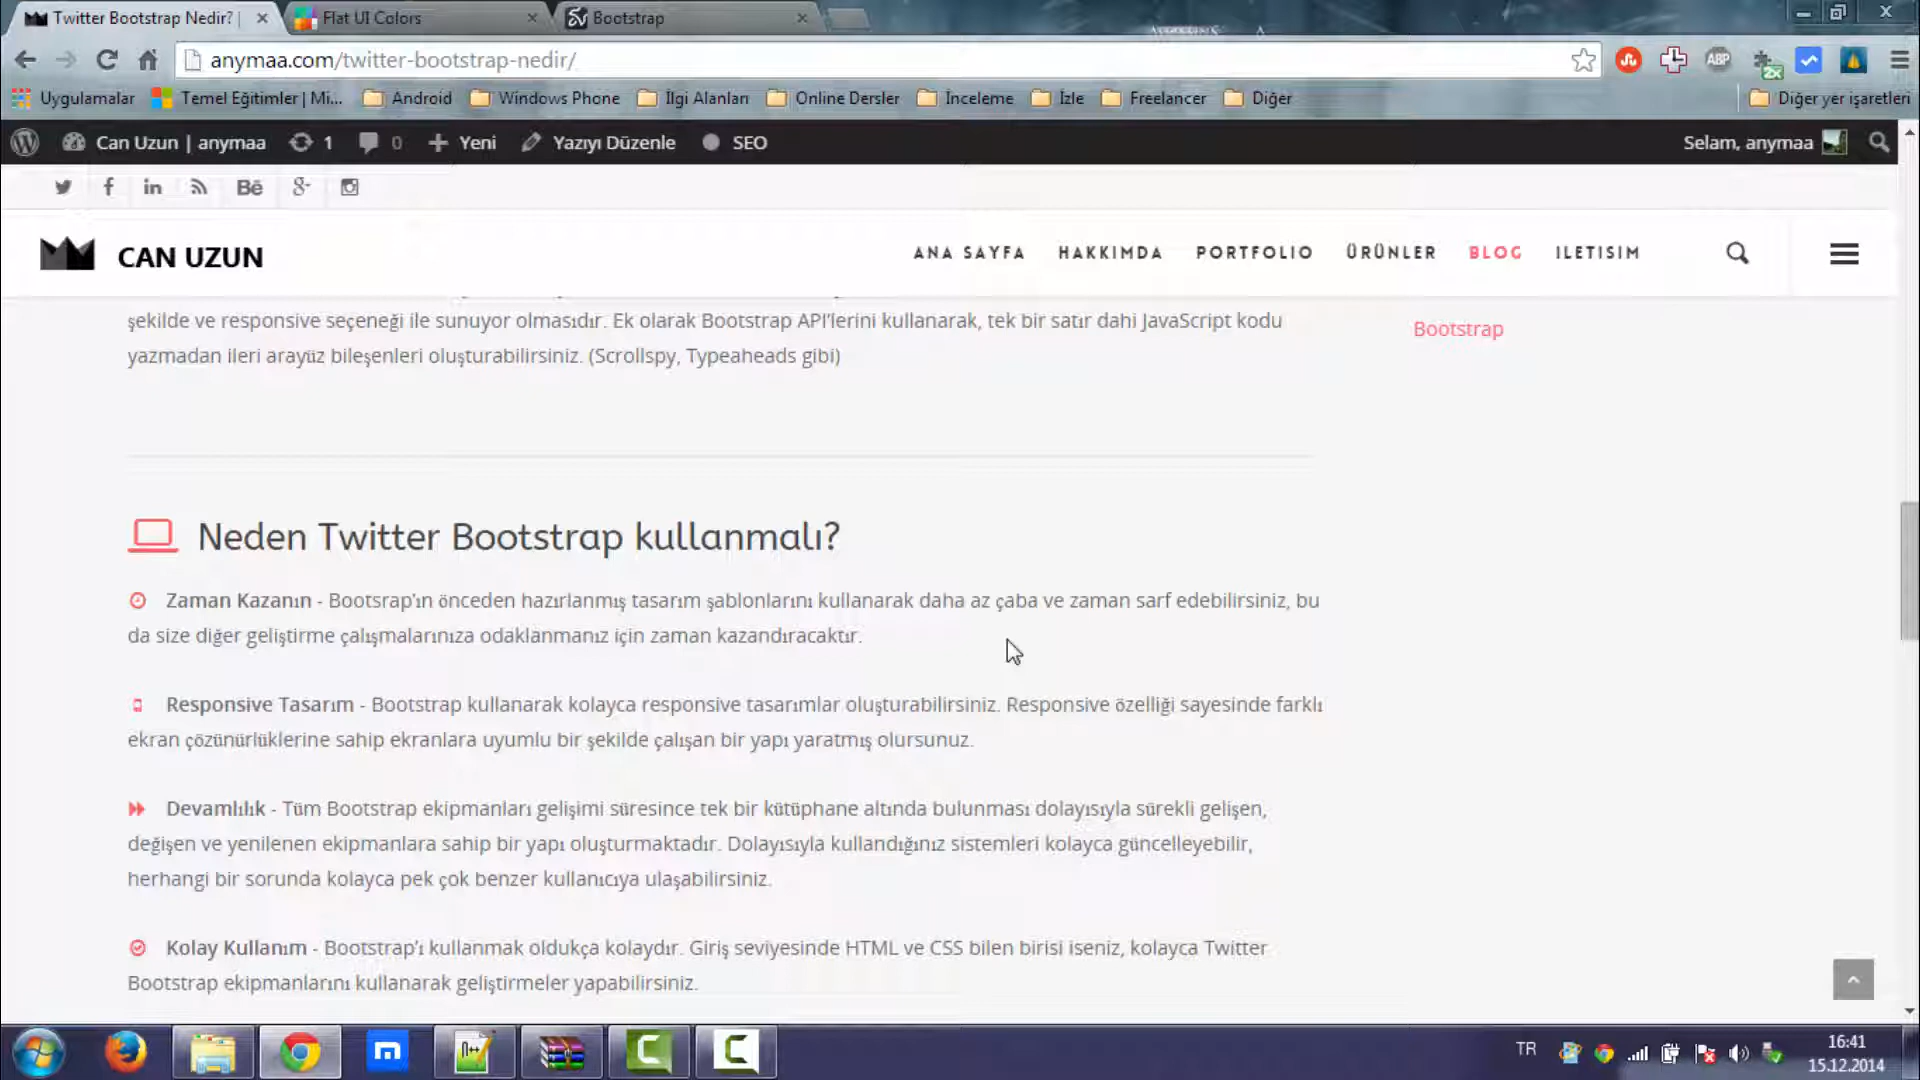 Twitter Bootstrap Nedir? |
Flat UI Colors
Bootstrap
anymaa.com/twitter-bootstrap-nedir/
ABP
2x
Uygulamalar
Temel Eğitimler | Mi...
Android
Windows Phone
İlgi Alanları
Online Dersler
İnceleme
İzle
Freelancer
Diğer
Diğer yer işaretleri
Can Uzun | anymaa
1
0
Yeni
Yazıyı Düzenle
SEO
Selam, anymaa
CAN UZUN
ANA SAYFA
HAKKIMDA
PORTFOLIO
ÜRÜNLER
BLOG
ILETISIM
şekilde ve responsive seçeneği ile sunuyor olmasıdır. Ek olarak Bootstrap API'lerini kullanarak, tek bir satır dahi JavaScript kodu
yazmadan ileri arayüz bileşenleri oluşturabilirsiniz. (Scrollspy, Typeaheads gibi)
Bootstrap
Neden Twitter Bootstrap kullanmalı?
Zaman Kazanın - Bootsrap'ın önceden hazırlanmış tasarım şablonlarını kullanarak daha az çaba ve zaman sarf edebilirsiniz, bu
da size diğer geliştirme çalışmalarınıza odaklanmanız için zaman kazandıracaktır.
Responsive Tasarım - Bootstrap kullanarak kolayca responsive tasarımlar oluşturabilirsiniz. Responsive özelliği sayesinde farklı
ekran çözünürlüklerine sahip ekranlara uyumlu bir şekilde çalışan bir yapı yaratmış olursunuz.
Devamlılık - Tüm Bootstrap ekipmanları gelişimi süresince tek bir kütüphane altında bulunması dolayısıyla sürekli gelişen,
değişen ve yenilenen ekipmanlara sahip bir yapı oluşturmaktadır. Dolayısıyla kullandığınız sistemleri kolayca güncelleyebilir,
herhangi bir sorunda kolayca pek çok benzer kullanıcıya ulaşabilirsiniz.
Kolay Kullanım - Bootstrap'ı kullanmak oldukça kolaydır. Giriş seviyesinde HTML ve CSS bilen birisi iseniz, kolayca Twitter
Bootstrap ekipmanlarını kullanarak geliştirmeler yapabilirsiniz.
TR
16:41
15.12.2014